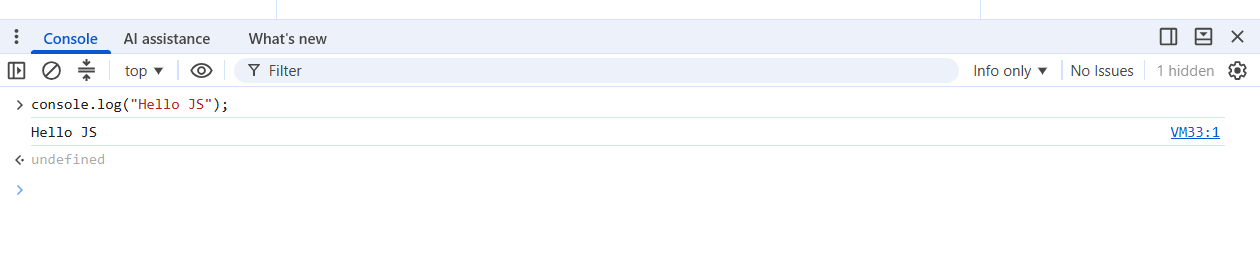 Console AI assistance What's new
top Filter Info only No Issues 1 hidden
console.log("Hello JS");
Hello JS VM33:1
undefined